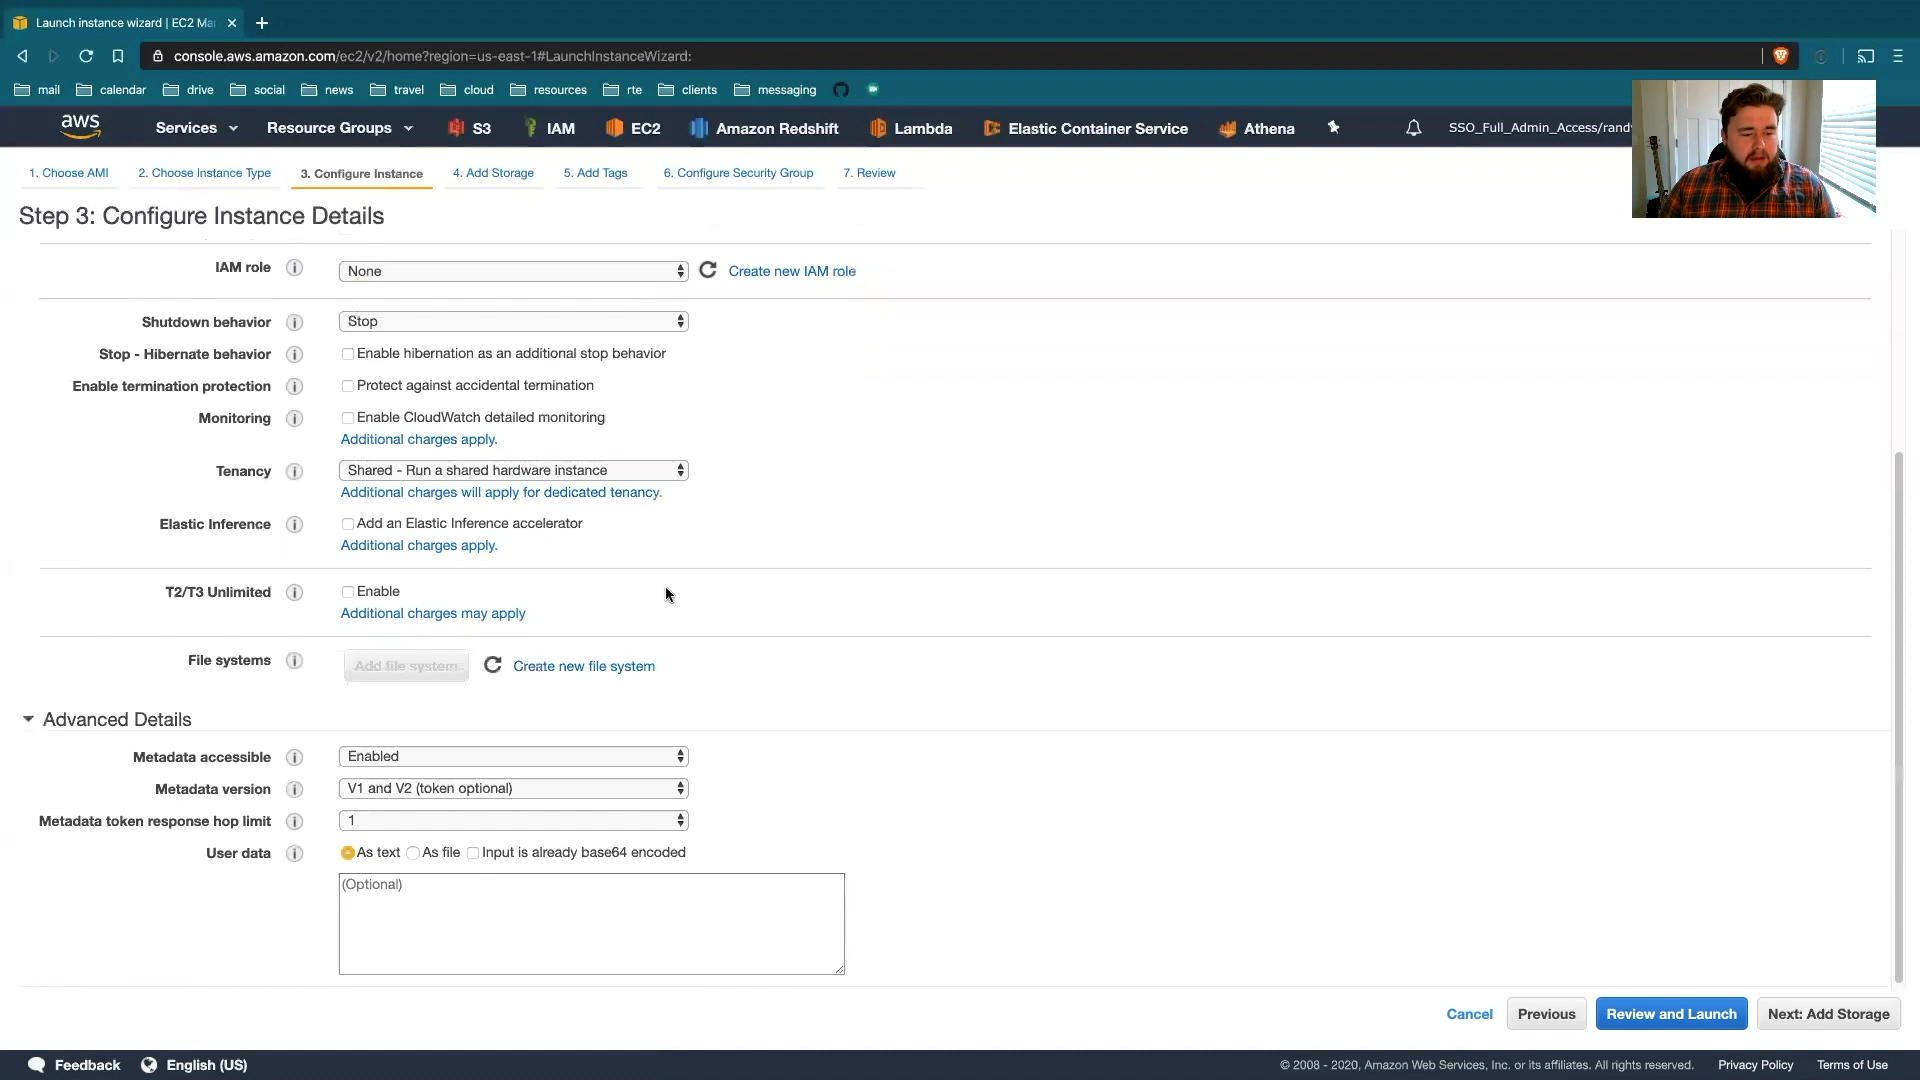 Launch instance wizard | EC2 Ma
console.aws.amazon.com/ec2/v2/home?region=us-east-1#LaunchInstanceWizard:
mail calendar drive social news travel cloud resources rte clients messaging
aws Services Resource Groups S3 IAM EC2 Amazon Redshift Lambda Elastic Container Service Athena SSO_Full_Admin_Access/rand
1. Choose AMI 2. Choose Instance Type 3. Configure Instance 4. Add Storage 5. Add Tags 6. Configure Security Group 7. Review
Step 3: Configure Instance Details
IAM role i None Create new IAM role
Shutdown behavior i Stop
Stop - Hibernate behavior i Enable hibernation as an additional stop behavior
Enable termination protection i Protect against accidental termination
Monitoring i Enable CloudWatch detailed monitoring
Additional charges apply.
Tenancy i Shared - Run a shared hardware instance
Additional charges will apply for dedicated tenancy.
Elastic Inference i Add an Elastic Inference accelerator
Additional charges apply.
T2/T3 Unlimited i Enable
Additional charges may apply
File systems i Add file system Create new file system
Advanced Details
Metadata accessible i Enabled
Metadata version i V1 and V2 (token optional)
Metadata token response hop limit i 1
User data i As text As file Input is already base64 encoded
(Optional)
Cancel Previous Review and Launch Next: Add Storage
Feedback English (US) © 2008 - 2020, Amazon Web Services, Inc. or its affiliates. All rights reserved. Privacy Policy Terms of Use